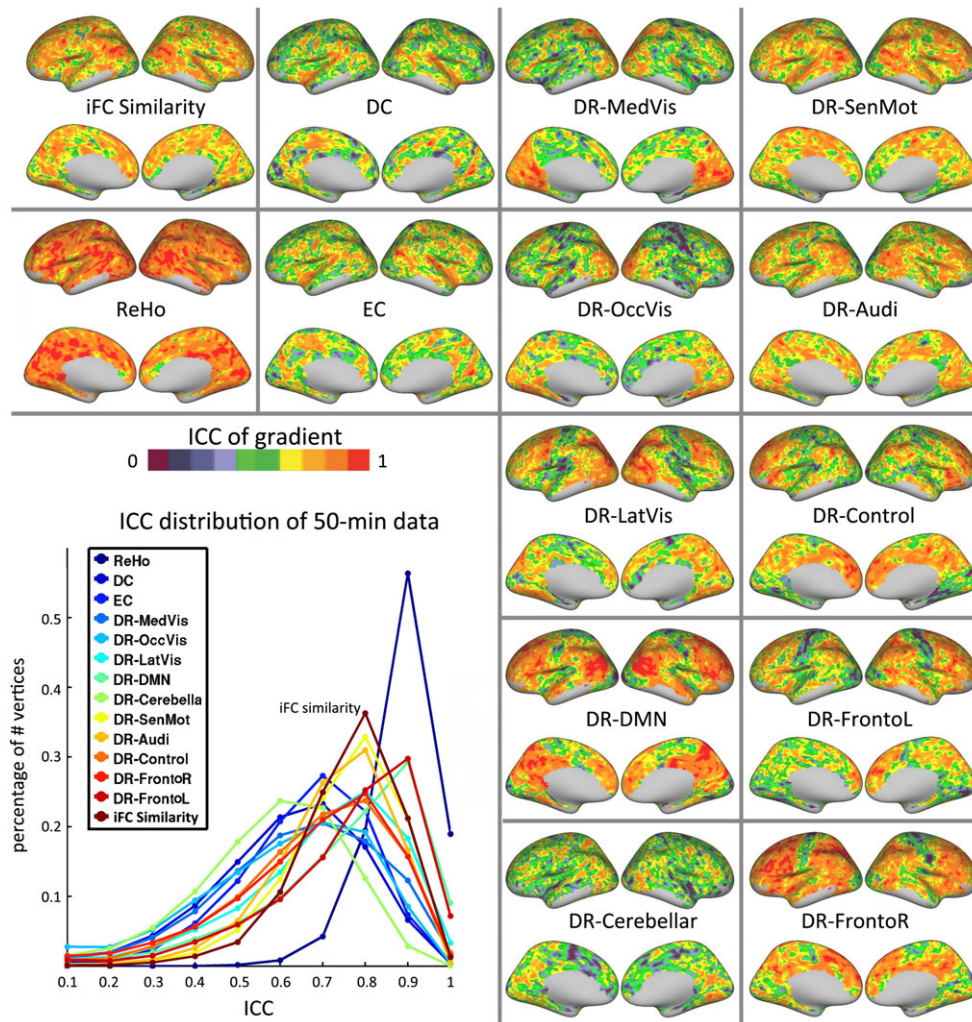 iFC Similarity
DC
DR-MedVis
DR-SenMot
ReHo
EC
DR-OccVis
DR-Audi
ICC of gradient
0
1
DR-LatVis
DR-Control
ICC distribution of 50-min data
ReHo
DC
EC
DR-MedVis
DR-OccVis
DR-LatVis
DR-DMN
DR-Cerebella
DR-SenMot
DR-Audi
DR-Control
DR-FrontoR
DR-FrontoL
iFC Similarity
iFC similarity
percentage of # vertices
0.5
0.4
0.3
0.2
0.1
0.1 0.2 0.3 0.4 0.5 0.6 0.7 0.8 0.9 1
ICC
DR-DMN
DR-FrontoL
DR-Cerebellar
DR-FrontoR